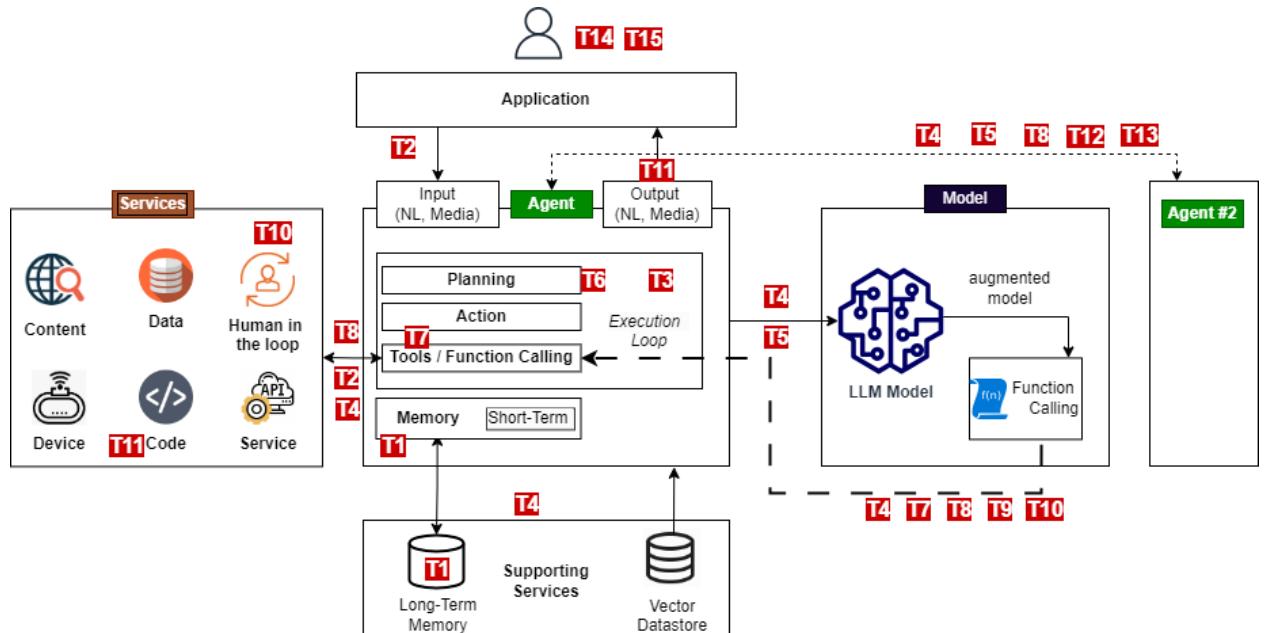 T14 T15
Application
T2
T4 T5 T8 T12 T13
T11
Input
(NL, Media)
Agent
Output
(NL, Media)
Services
T10
Content
Data
Human in
the loop
Device
T11
Code
API
Service
T8
T2
T4
Planning
T6
T3
Action
T7
Tools / Function Calling
Execution
Loop
Memory
Short-Term
T1
T4
T5
Model
LLM Model
augmented
model
f(n)
Function
Calling
T4 T7 T8 T9 T10
Agent #2
T4
T1
Long-Term
Memory
Supporting
Services
Vector
Datastore